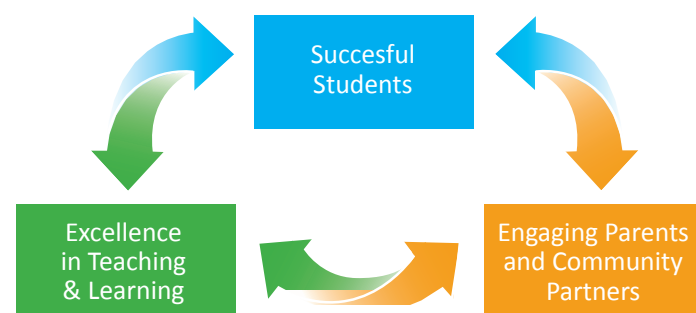 Succesful
Students
Excellence
in Teaching
& Learning
Engaging Parents
and Community
Partners